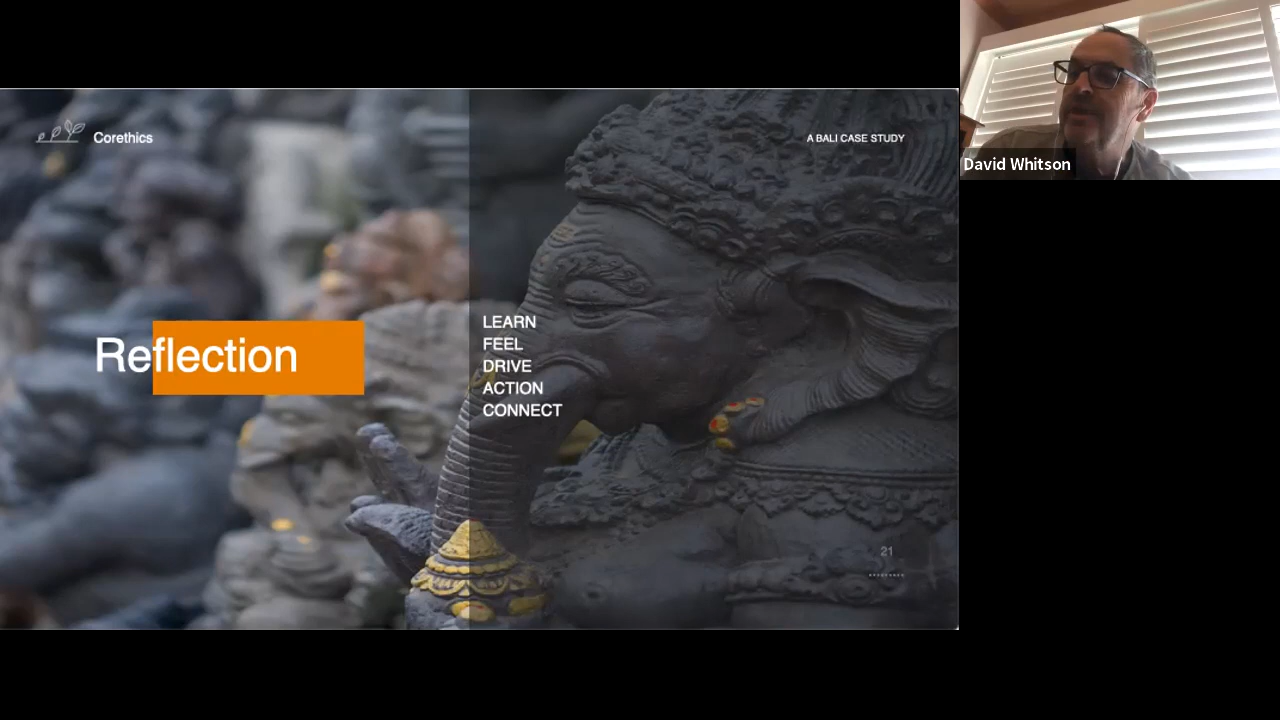 Corethics
A BALI CASE STUDY
David Whitson
Reflection
LEARN
FEEL
DRIVE
ACTION
CONNECT
21